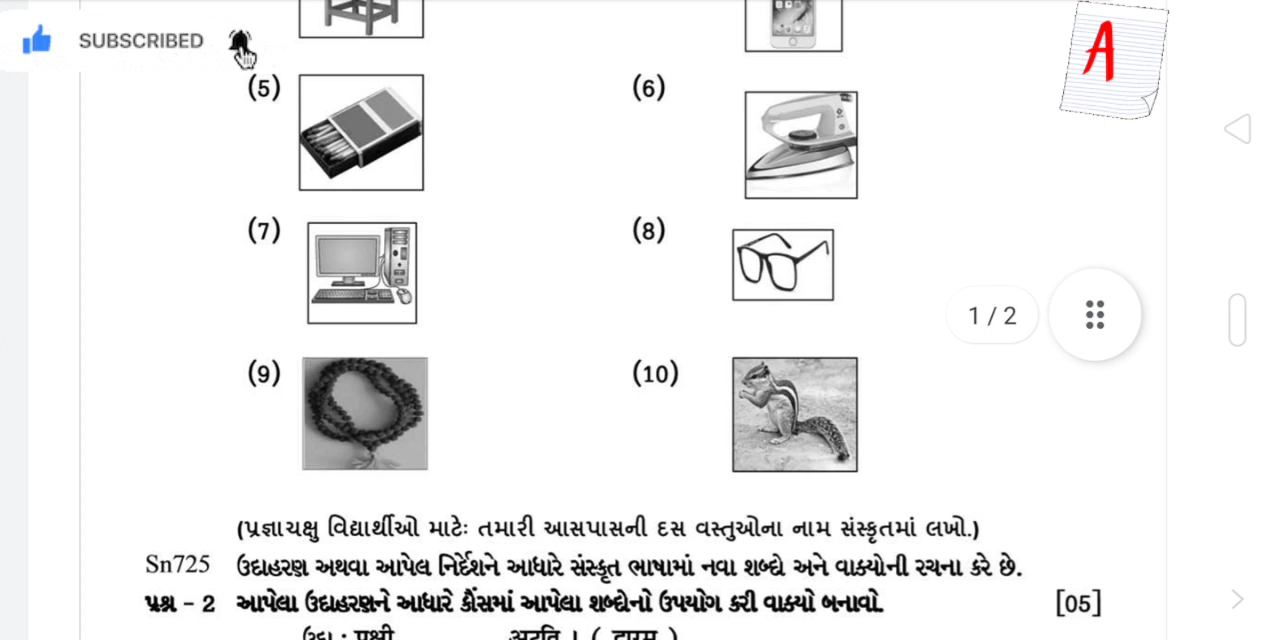 SUBSCRIBED
A
(5)
(6)
(7)
(8)
1 / 2
(9)
(10)
(પ્રજ્ઞાચક્ષુ વિદ્યાર્થીઓ માટેઃ તમારી આસપાસની દસ વસ્તુઓના નામ સંસ્કૃતમાં લખો.)
Sn725 ઉદાહરણ અથવા આપેલ નિર્દેશને આધારે સંસ્કૃત ભાષામાં નવા શબ્દો અને વાક્યોની રચના કરે છે.
પ્રશ્ન - 2 આપેલા ઉદાહરણને આધારે કૌંસમાં આપેલા શબ્દોનો ઉપયોગ કરી વાક્યો બનાવો. [05]